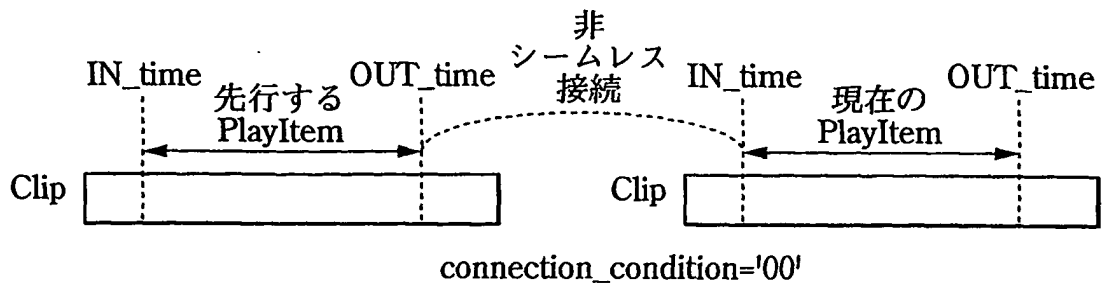 非
シームレス
接続
IN_time
OUT_time
IN_time
OUT_time
先行する
PlayItem
現在の
PlayItem
Clip
Clip
connection_condition='00'